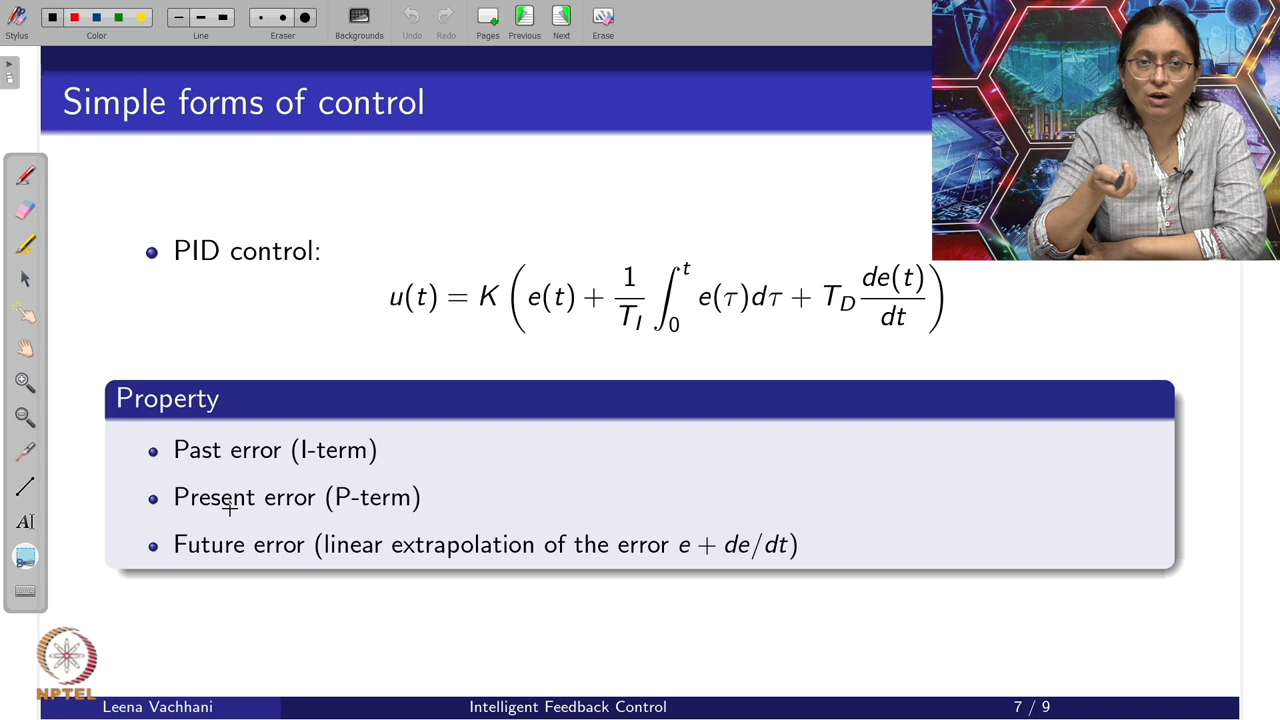 Stylus
Color
Line
Eraser
Backgrounds
Undo
Redo
Pages
Previous
Next
Erase
Simple forms of control
PID control:
u(t) = K ( e(t) + 1/T_I ∫_0^t e(τ)dτ + T_D de(t)/dt )
Property
Past error (I-term)
Present error (P-term)
Future error (linear extrapolation of the error e + de/dt)
NPTEL
Leena Vachhani Intelligent Feedback Control 7 / 9